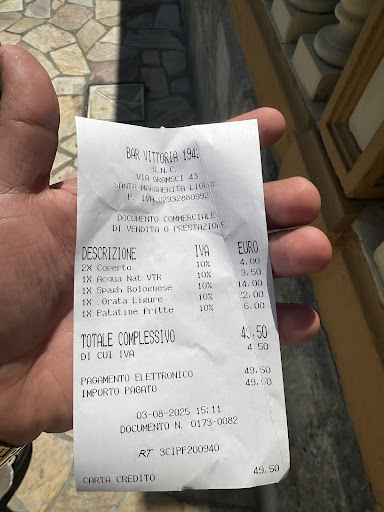 BAR VITTORIA 1942
S.N.C.
VIA GRAMSCI 43
SANTA MARGHERITA LIGURE
P. IVA.02332880992
DOCUMENTO COMMERCIALE
DI VENDITA O PRESTAZIONE
DESCRIZIONE IVA EURO
2X Coperto 10% 4.00
1X Acqua Nat VTR 10% 3.50
1X Spagh Bolognese 10% 14.00
1X .Orata Ligure 10% 22.00
1X Patatine fritte 10% 6.00
TOTALE COMPLESSIVO 49,50
DI CUI IVA 4 50
PAGAMENTO ELETTRONICO 49,50
IMPORTO PAGATO 49,50
03-08-2025 15:11
DOCUMENTO N. 0173-0082
RT 3CIPF200940
CARTA CREDITO 49,50